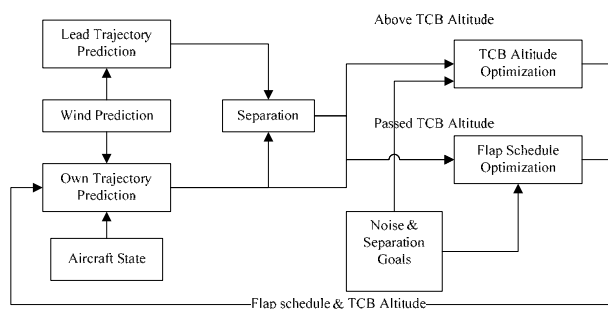 Above TCB Altitude
Lead Trajectory
Prediction
TCB Altitude
Optimization
Wind Prediction
Separation
Passed TCB Altitude
Flap Schedule
Optimization
Own Trajectory
Prediction
Noise &
Separation
Goals
Aircraft State
Flap schedule & TCB Altitude